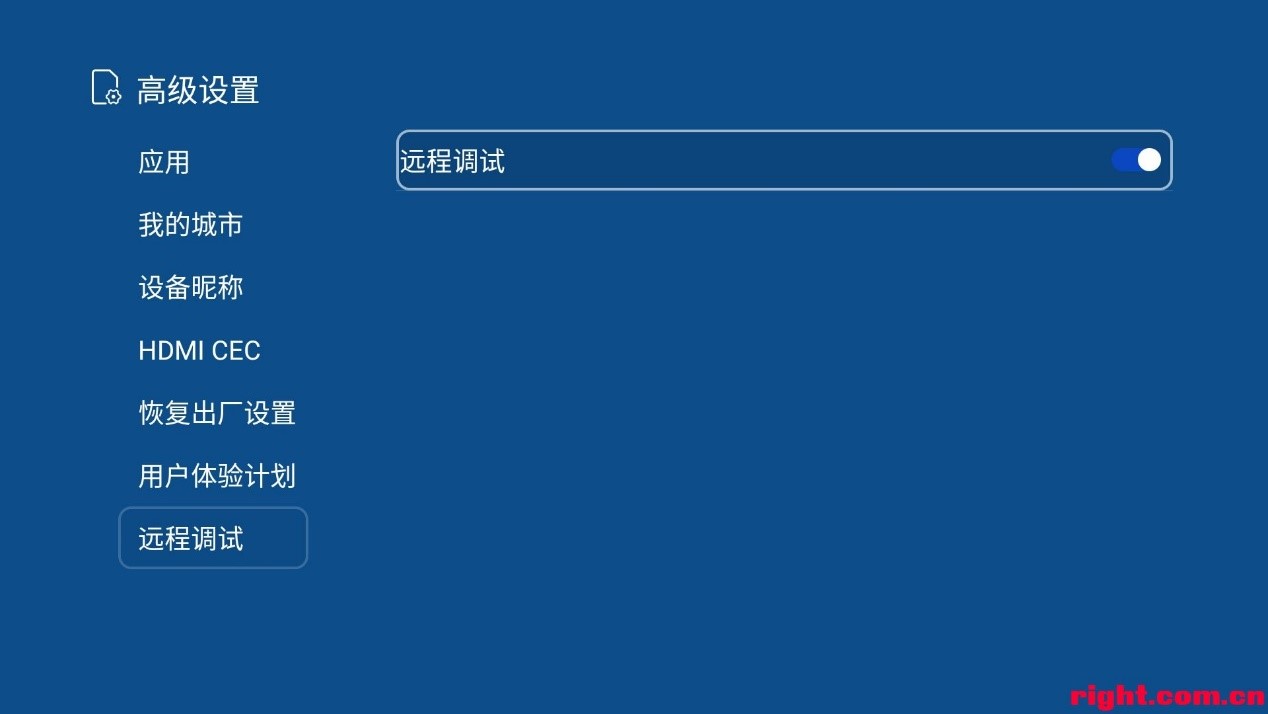 高级设置
应用
远程调试
我的城市
设备昵称
HDMI CEC
恢复出厂设置
用户体验计划
远程调试
right.com.cn